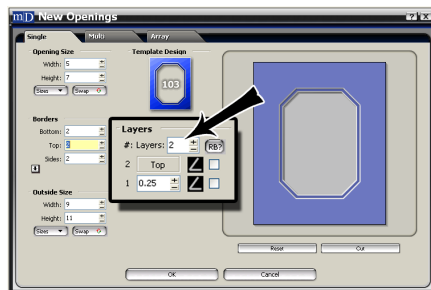 mD New Openings ? X
Single Multi Array
Opening Size
Width: 5
Height: 7
Sizes Swap
Template Design
103
Borders
Bottom: 2
Top: 2
Sides: 2
Layers
#: Layers: 2 RB?
2 Top
1 0.25
Outside Size
Width: 9
Height: 11
Sizes Swap
Reset Cut
OK Cancel